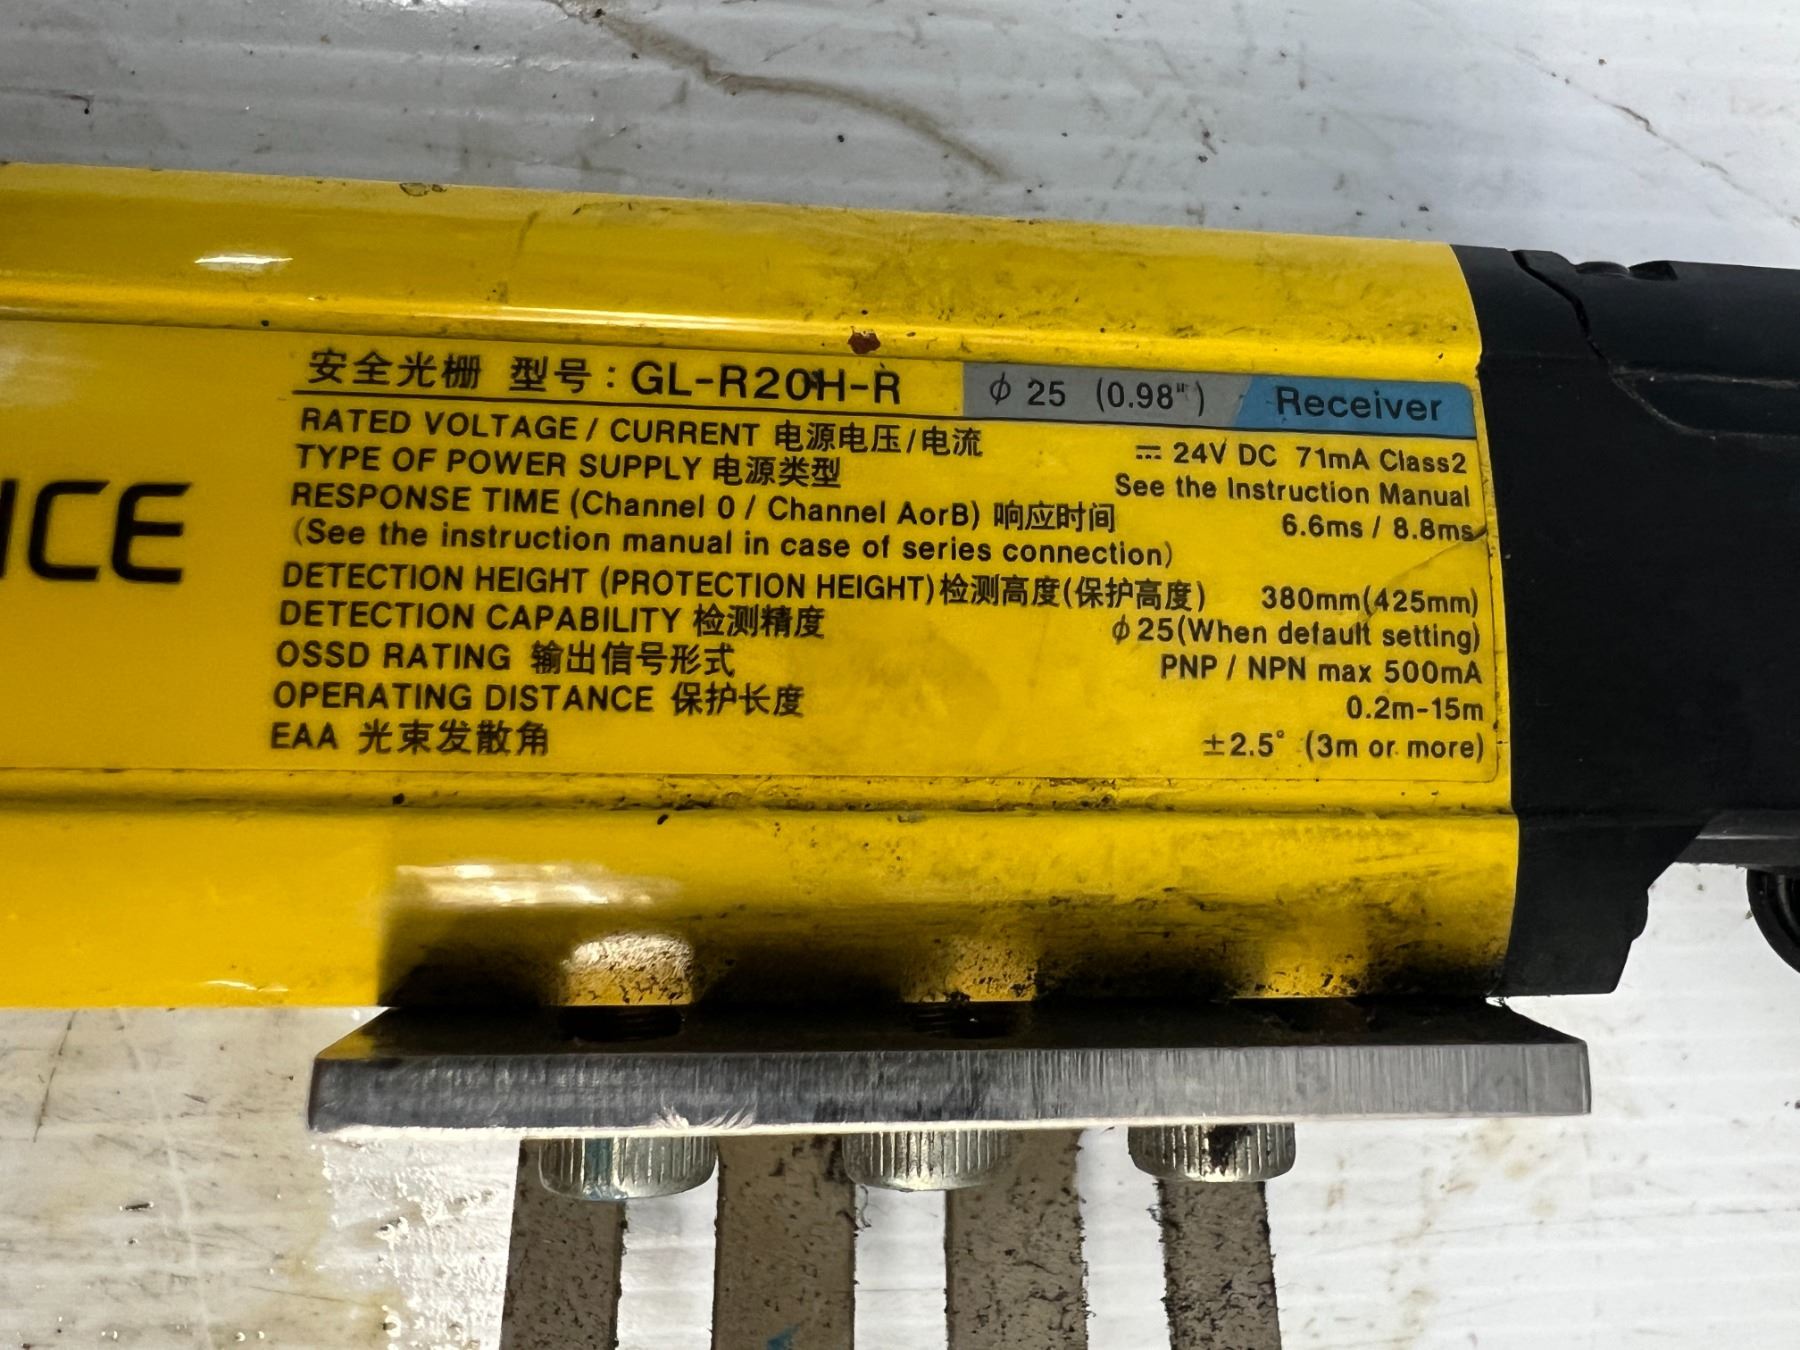 安全光栅 型号：GL-R20H-R φ25 (0.98") Receiver
RATED VOLTAGE / CURRENT 电源电压/电流 ⎓ 24V DC 71mA Class2
TYPE OF POWER SUPPLY 电源类型 See the Instruction Manual
RESPONSE TIME (Channel 0 / Channel AorB) 响应时间 6.6ms / 8.8ms
(See the instruction manual in case of series connection)
DETECTION HEIGHT (PROTECTION HEIGHT)检测高度(保护高度) 380mm(425mm)
DETECTION CAPABILITY 检测精度 φ25(When default setting)
OSSD RATING 输出信号形式 PNP / NPN max 500mA
OPERATING DISTANCE 保护长度 0.2m-15m
EAA 光束发散角 ±2.5° (3m or more)